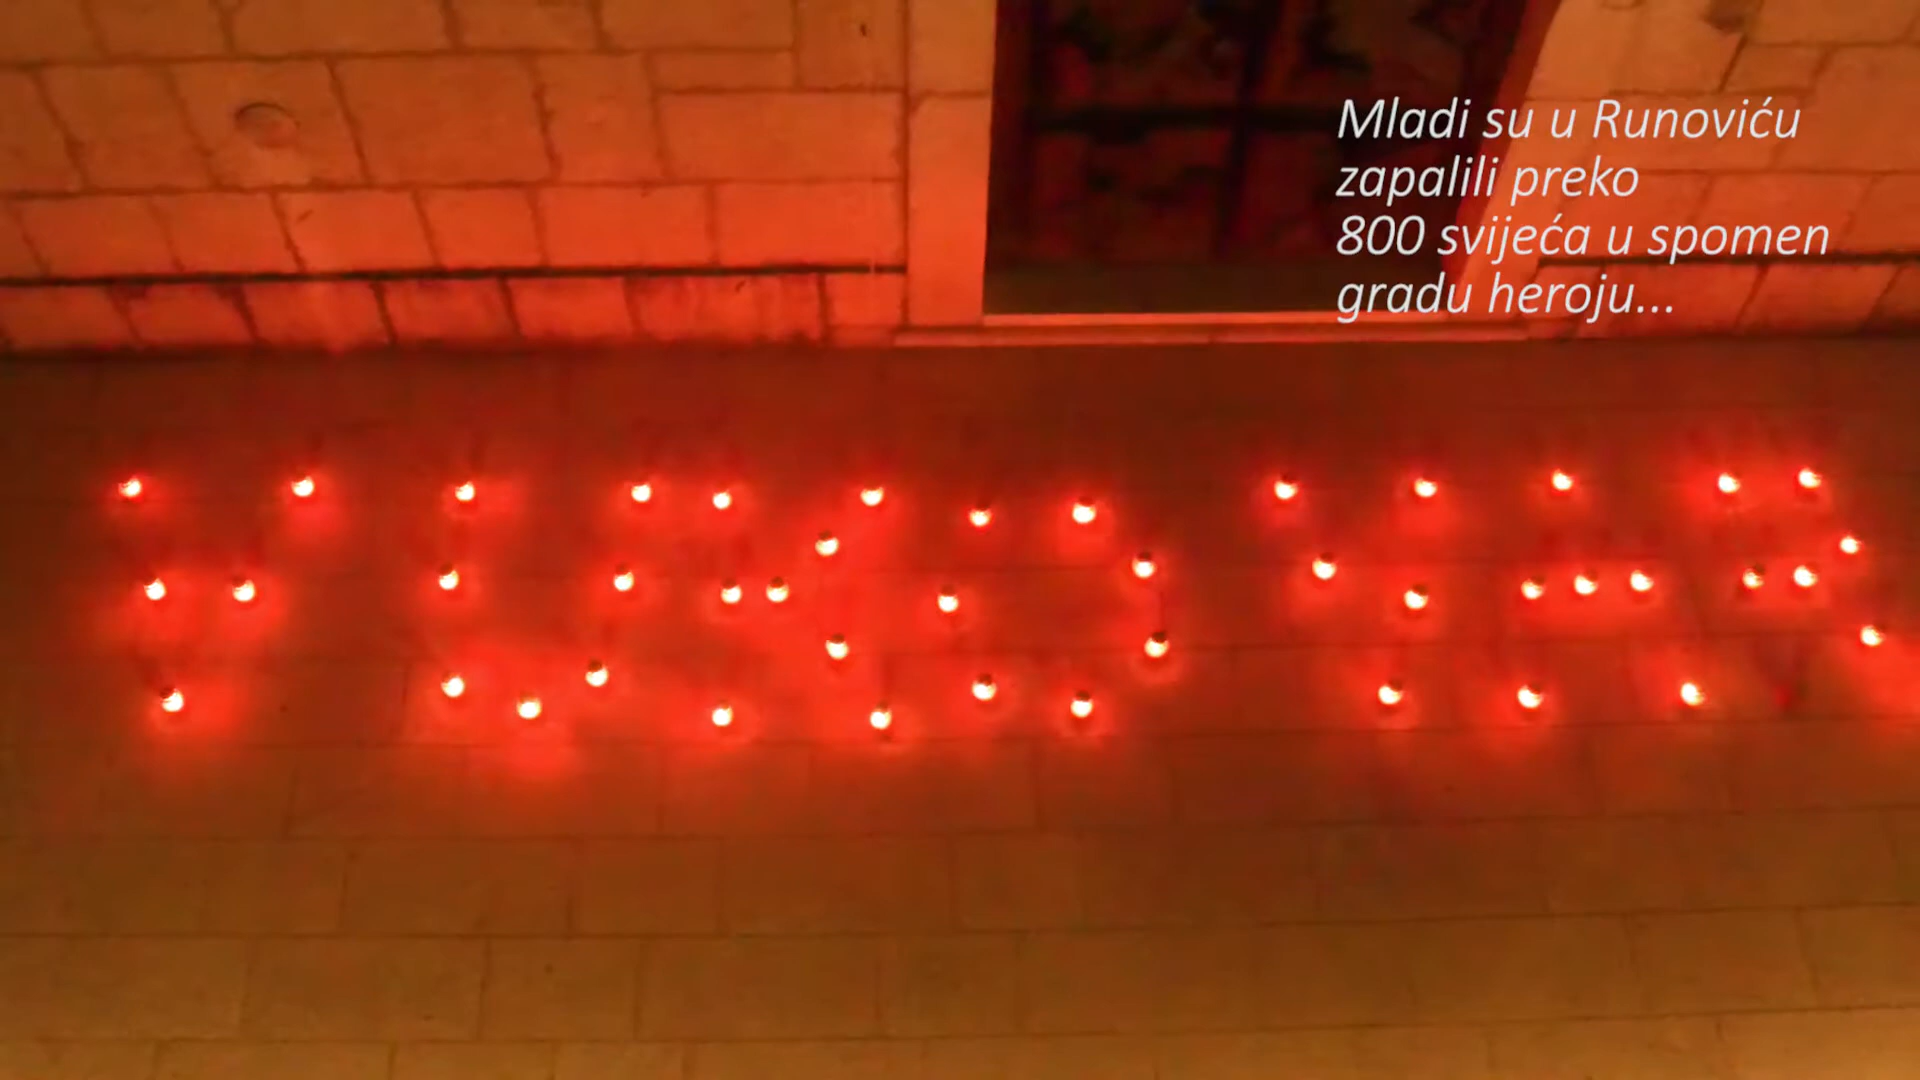 Mladi su u Runoviću
zapalili preko
800 svijeća u spomen
gradu heroju...
VUKOVAR